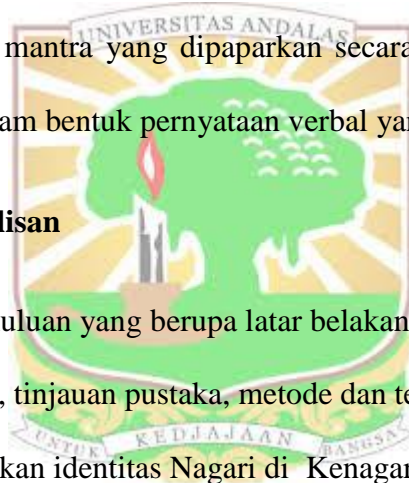 UNIVERSITAS ANDALAS
mantra yang dipaparkan secara
am bentuk pernyataan verbal yan
lisan
uluan yang berupa latar belakan
, tinjauan pustaka, metode dan te
UNTUK KEDJAJAAN BANGSA
kan identitas Nagari di Kenagar